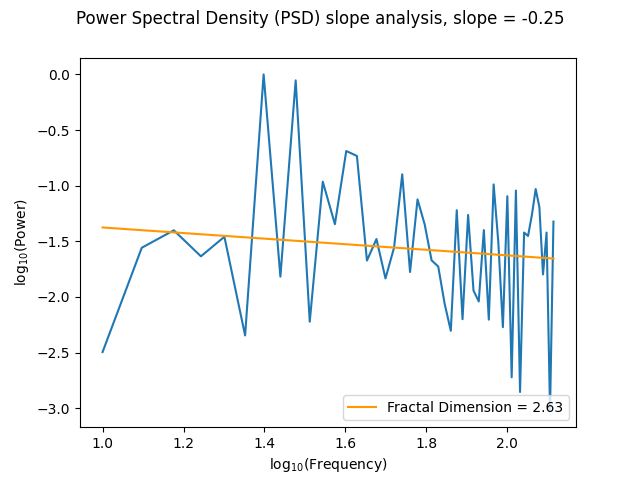 Power Spectral Density (PSD) slope analysis, slope = -0.25
0.0
−0.5
−1.0
−1.5
−2.0
−2.5
−3.0
log₁₀(Power)
Fractal Dimension = 2.63
1.0 1.2 1.4 1.6 1.8 2.0
log₁₀(Frequency)